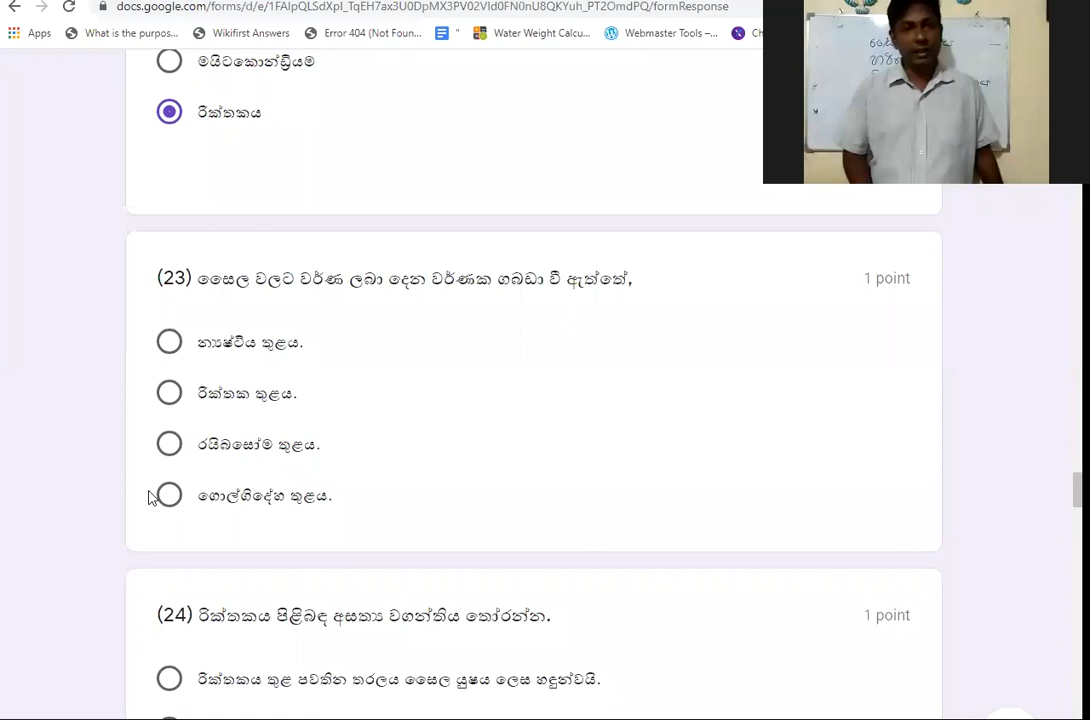 docs.google.com/forms/d/e/1FAIpQLSdXpI_TqEH7ax3U0DpMX3PV02VId0FN0nU8QKYuh_PT2OmdPQ/formResponse
Apps What is the purpos... Wikifirst Answers Error 404 (Not Foun... Water Weight Calcu... Webmaster Tools –... Ch
මයිටකොන්ඩ්‍රියම
රික්තකය
(23) සෛල වලට වර්ණ ලබා දෙන වර්ණක ගබඩා වී ඇත්තේ, 1 point
න්‍යෂ්ටිය තුළය.
රික්තක තුළය.
රයිබසෝම තුළය.
ගොල්ගිදේහ තුළය.
(24) රික්තකය පිළිබඳ අසත්‍ය වගන්තිය තෝරන්න. 1 point
රික්තකය තුළ පවතින තරලය සෛල යුෂය ලෙස හඳුන්වයි.